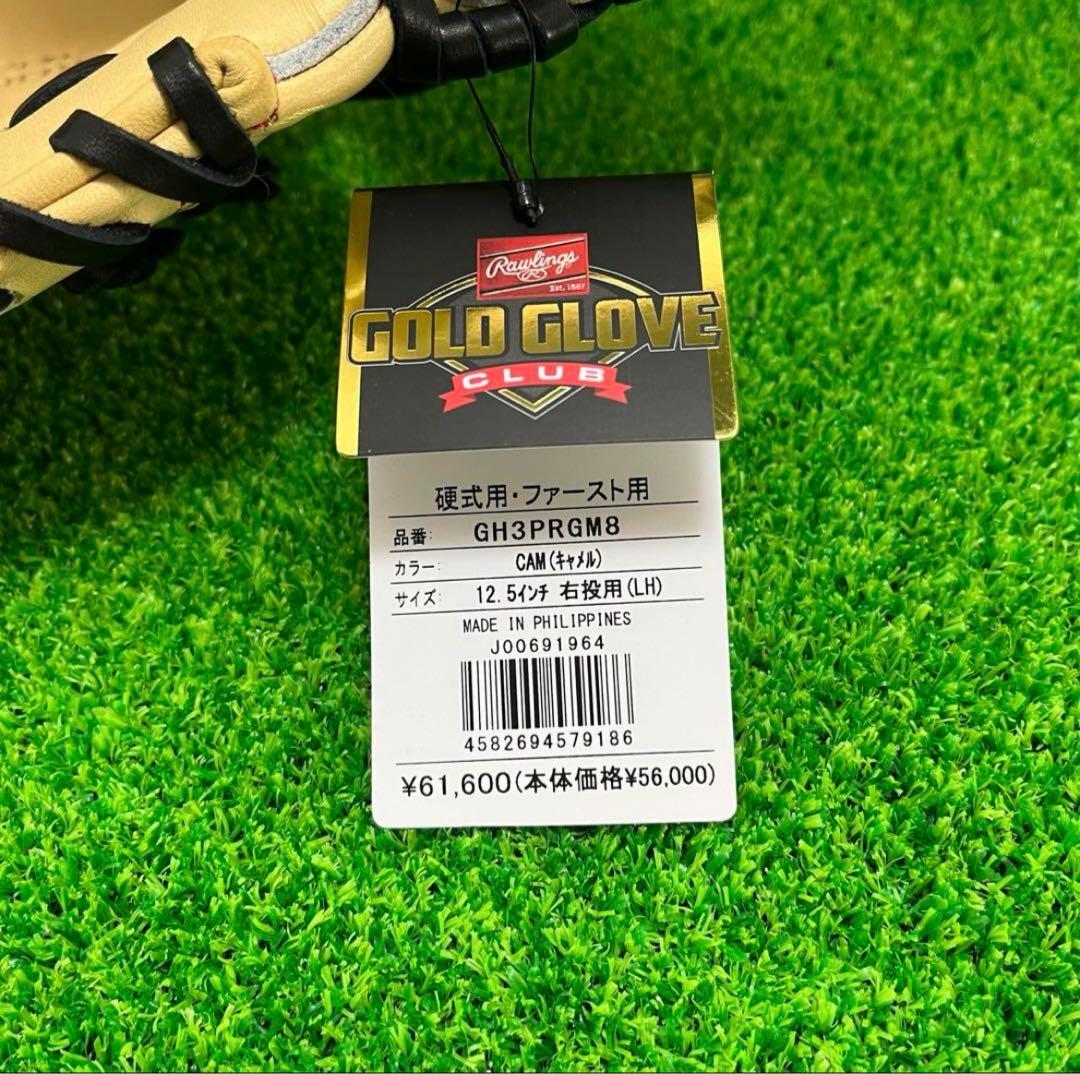 Rawlings
Est. 1887
GOLD GLOVE
CLUB
硬式用・ファースト用
品番: GH3PRGM8
カラー: CAM(ｷｬﾒﾙ)
サイズ: 12.5ｲﾝﾁ 右投用(LH)
MADE IN PHILIPPINES
J00691964
4582694579186
¥61,600(本体価格¥56,000)